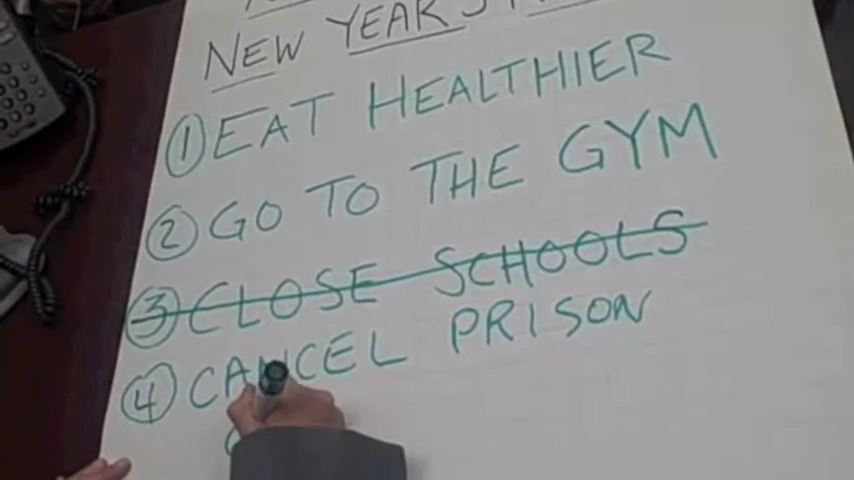 NEW YEAR'S
① EAT HEALTHIER
② GO TO THE GYM
③ CLOSE SCHOOLS
④ CANCEL PRISON